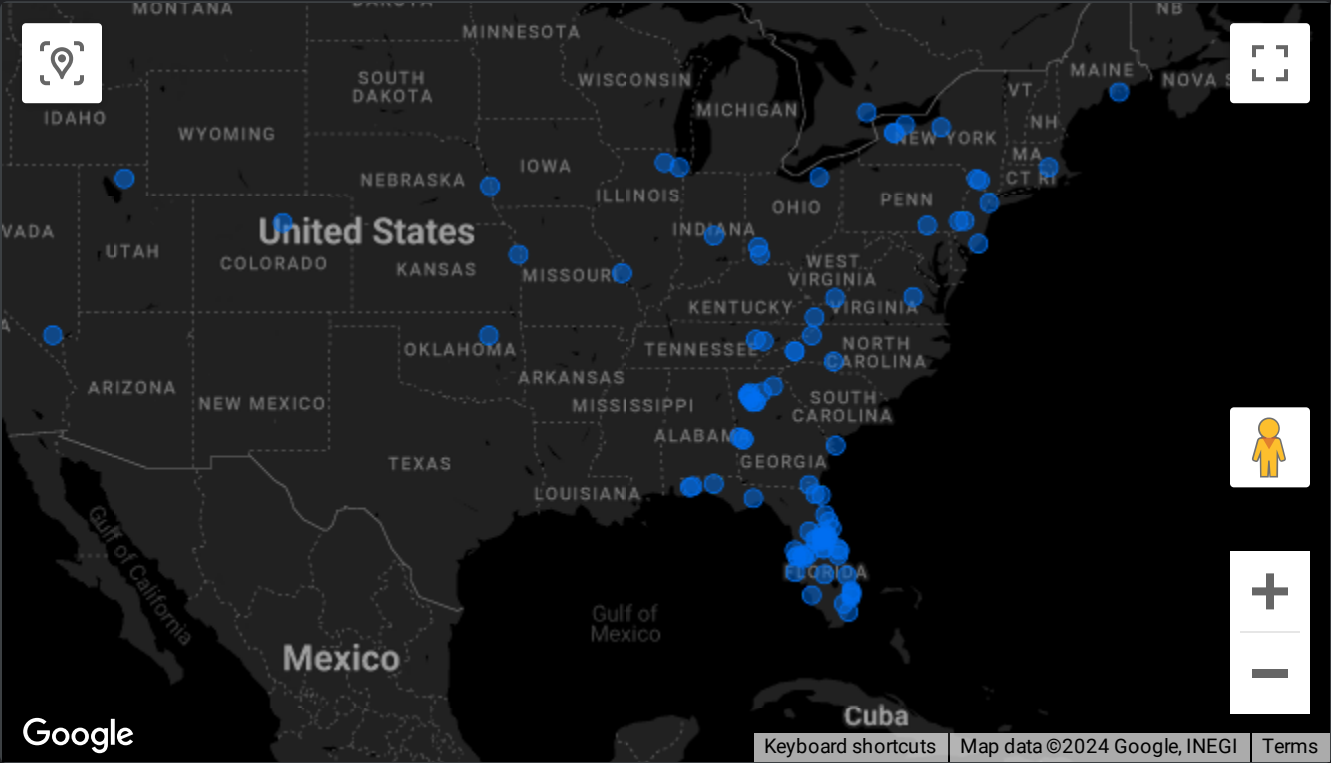 MONTANA
DAKOTA
NB
MINNESOTA
MAINE
SOUTH
DAKOTA
WISCONSIN
NOVA S
VT
MICHIGAN
IDAHO
WYOMING
NH
NEW YORK
MA
IOWA
NEBRASKA
CT RI
ILLINOIS
PENN
OHIO
VADA
United States
INDIANA
UTAH
COLORADO
KANSAS
MISSOURI
WEST
VIRGINIA
KENTUCKY
VIRGINIA
A
OKLAHOMA
TENNESSEE
NORTH
CAROLINA
ARIZONA
ARKANSAS
NEW MEXICO
MISSISSIPPI
SOUTH
CAROLINA
ALABAMA
TEXAS
GEORGIA
LOUISIANA
Gulf of California
FLORIDA
Gulf of
Mexico
Mexico
Cuba
Google
Keyboard shortcuts
Map data ©2024 Google, INEGI
Terms